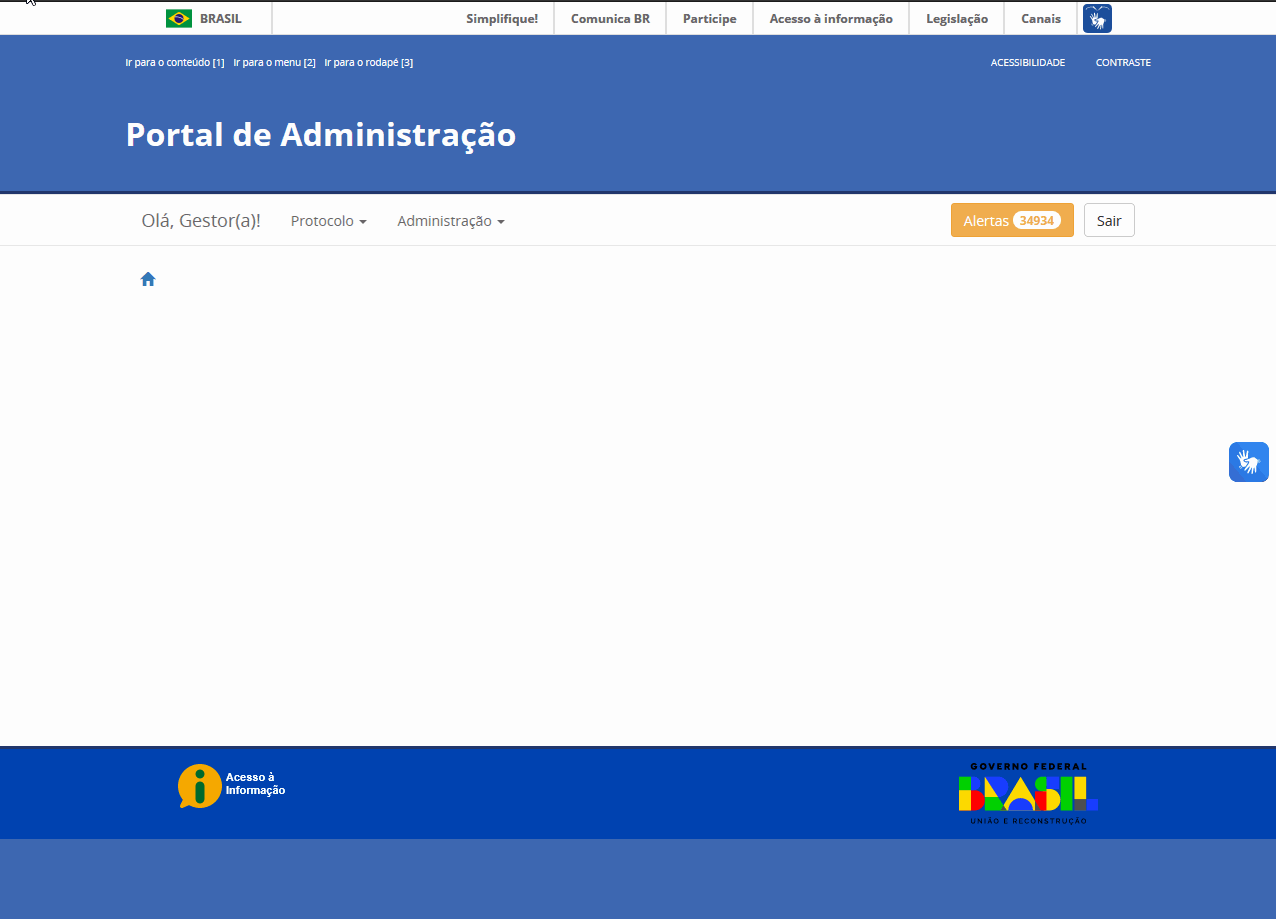 BRASIL
Simplifique!
Comunica BR
Participe
Acesso à informação
Legislação
Canais
Ir para o conteúdo [1]
Ir para o menu [2]
Ir para o rodapé [3]
ACESSIBILIDADE
CONTRASTE
Portal de Administração
Olá, Gestor(a)!
Protocolo
Administração
Alertas 34934
Sair
Acesso à
Informação
GOVERNO FEDERAL
BRASIL
UNIÃO E RECONSTRUÇÃO